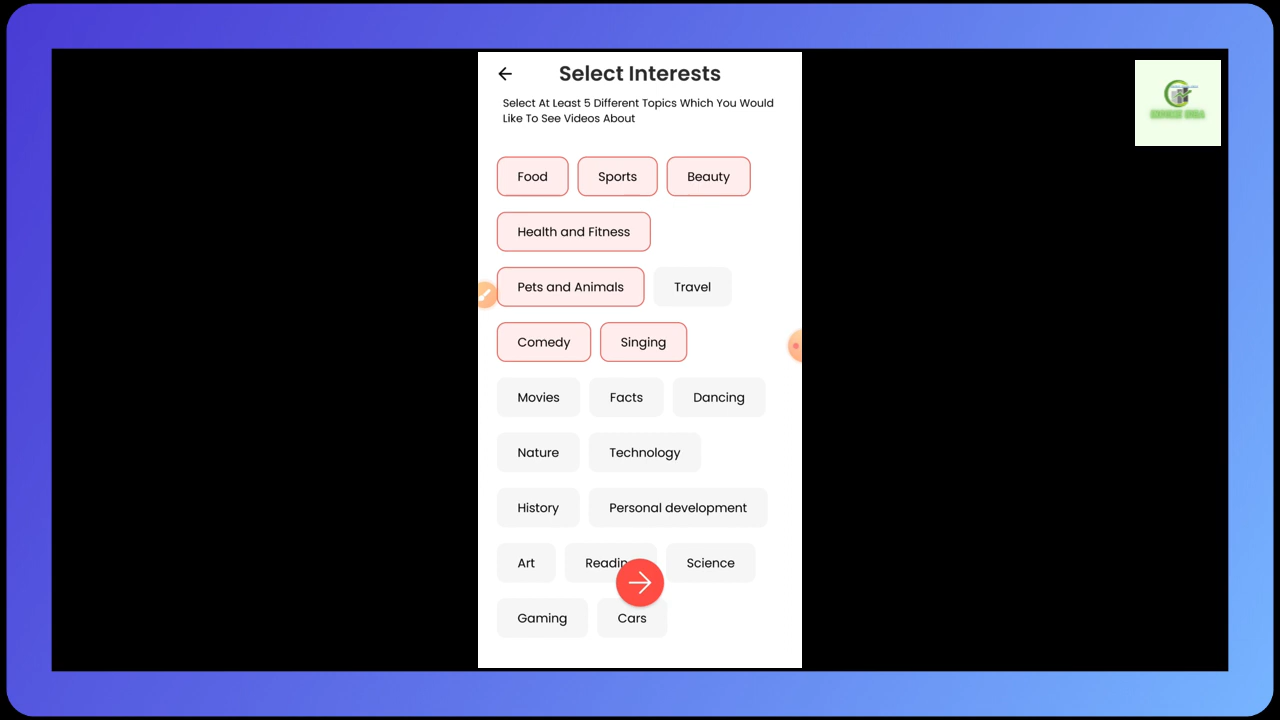 Select Interests
Select At Least 5 Different Topics Which You Would
Like To See Videos About
Food Sports Beauty
Health and Fitness
Pets and Animals Travel
Comedy Singing
Movies Facts Dancing
Nature Technology
History Personal development
Art Readin Science
Gaming Cars